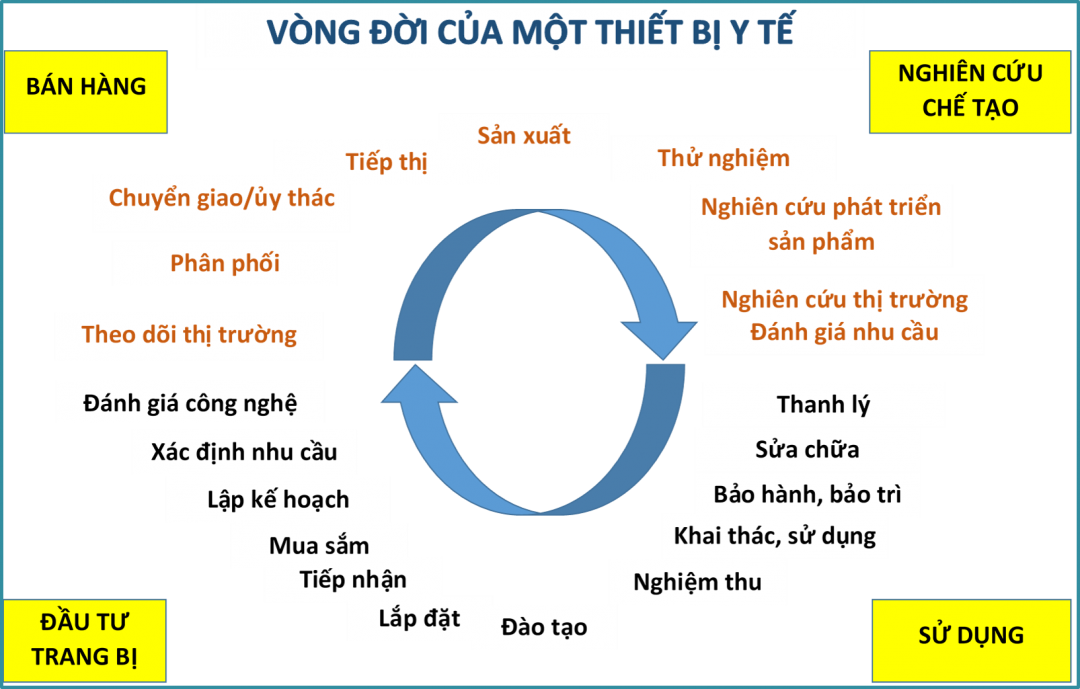 VÒNG ĐỜI CỦA MỘT THIẾT BỊ Y TẾ
BÁN HÀNG
NGHIÊN CỨU
CHẾ TẠO
Sản xuất
Tiếp thị
Thử nghiệm
Chuyển giao/ủy thác
Nghiên cứu phát triển
sản phẩm
Phân phối
Nghiên cứu thị trường
Đánh giá nhu cầu
Theo dõi thị trường
Đánh giá công nghệ
Thanh lý
Xác định nhu cầu
Sửa chữa
Lập kế hoạch
Bảo hành, bảo trì
Mua sắm
Khai thác, sử dụng
Tiếp nhận
Nghiệm thu
Lắp đặt
Đào tạo
ĐẦU TƯ
TRANG BỊ
SỬ DỤNG